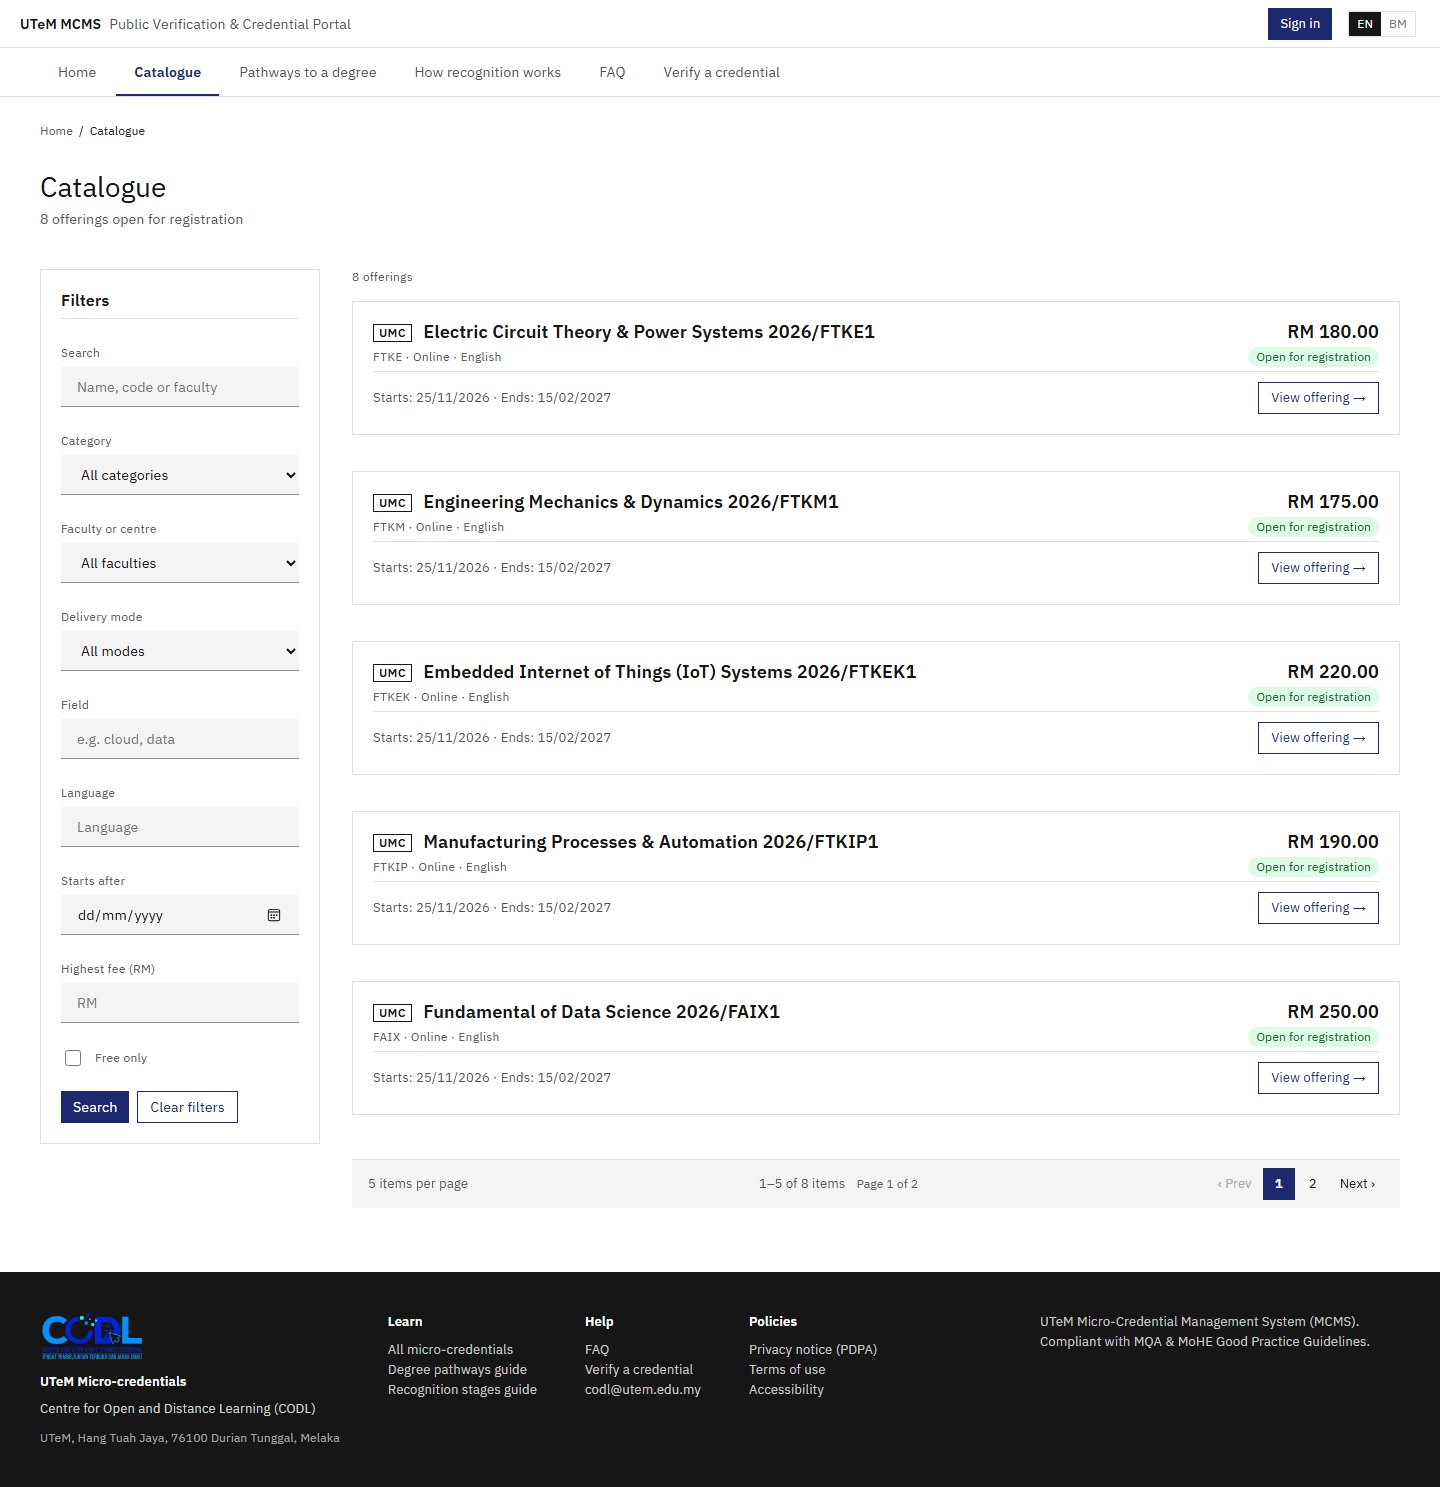 UTeM MCMS Public Verification & Credential Portal
Sign in
EN BM
Home Catalogue Pathways to a degree How recognition works FAQ Verify a credential
Home / Catalogue
Catalogue
8 offerings open for registration
Filters
Search
Name, code or faculty
Category
All categories
Faculty or centre
All faculties
Delivery mode
All modes
Field
e.g. cloud, data
Language
Language
Starts after
dd/mm/yyyy
Highest fee (RM)
RM
Free only
Search Clear filters
8 offerings
UMC Electric Circuit Theory & Power Systems 2026/FTKE1 RM 180.00
FTKE · Online · English Open for registration
Starts: 25/11/2026 · Ends: 15/02/2027 View offering →
UMC Engineering Mechanics & Dynamics 2026/FTKM1 RM 175.00
FTKM · Online · English Open for registration
Starts: 25/11/2026 · Ends: 15/02/2027 View offering →
UMC Embedded Internet of Things (IoT) Systems 2026/FTKEK1 RM 220.00
FTKEK · Online · English Open for registration
Starts: 25/11/2026 · Ends: 15/02/2027 View offering →
UMC Manufacturing Processes & Automation 2026/FTKIP1 RM 190.00
FTKIP · Online · English Open for registration
Starts: 25/11/2026 · Ends: 15/02/2027 View offering →
UMC Fundamental of Data Science 2026/FAIX1 RM 250.00
FAIX · Online · English Open for registration
Starts: 25/11/2026 · Ends: 15/02/2027 View offering →
5 items per page 1–5 of 8 items Page 1 of 2 ‹ Prev 1 2 Next ›
CODL
UTeM Micro-credentials
Centre for Open and Distance Learning (CODL)
UTeM, Hang Tuah Jaya, 76100 Durian Tunggal, Melaka
Learn
All micro-credentials
Degree pathways guide
Recognition stages guide
Help
FAQ
Verify a credential
codl@utem.edu.my
Policies
Privacy notice (PDPA)
Terms of use
Accessibility
UTeM Micro-Credential Management System (MCMS).
Compliant with MQA & MoHE Good Practice Guidelines.